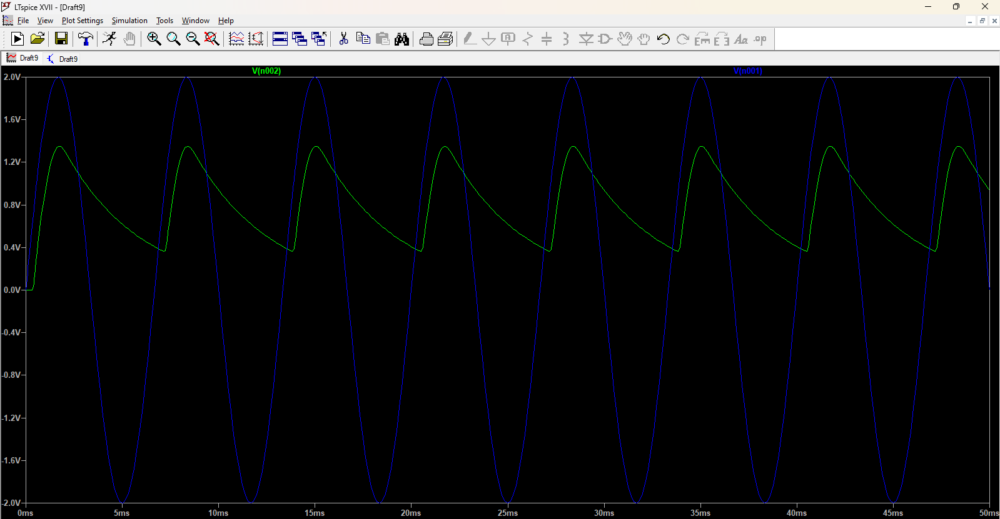 LTspice XVII - [Draft9]
File View Plot Settings Simulation Tools Window Help
Draft9 Draft9
V(n002) V(n001)
2.0V
1.6V
1.2V
0.8V
0.4V
0.0V
-0.4V
-0.8V
-1.2V
-1.6V
-2.0V
0ms 5ms 10ms 15ms 20ms 25ms 30ms 35ms 40ms 45ms 50ms